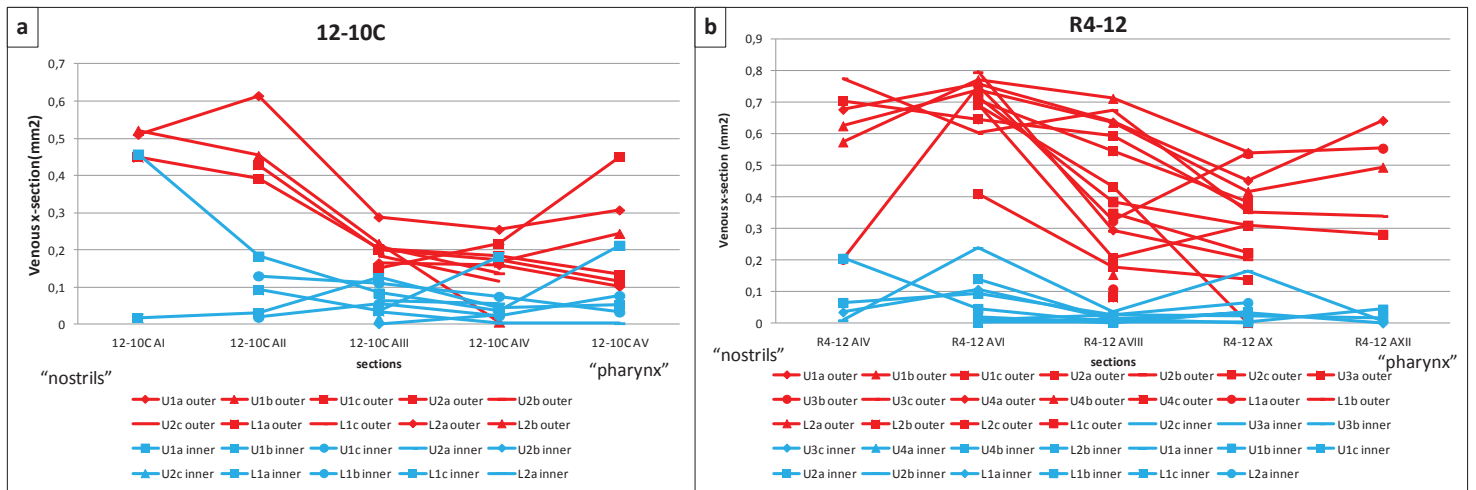 a
12-10C
Venous x-section(mm2)
0,7
0,6
0,5
0,4
0,3
0,2
0,1
0
12-10C AI 12-10C AII 12-10C AIII 12-10C AIV 12-10C AV
sections
“nostrils” “pharynx”
U1a outer U1b outer U1c outer U2a outer U2b outer
U2c outer L1a outer L1c outer L2a outer L2b outer
U1a inner U1b inner U1c inner U2a inner U2b inner
U2c inner L1a inner L1b inner L1c inner L2a inner
b
R4-12
Venous x-section (mm2)
0,9
0,8
0,7
0,6
0,5
0,4
0,3
0,2
0,1
0
R4-12 AIV R4-12 AVI R4-12 AVIII R4-12 AX R4-12 AXII
sections
“nostrils” “pharynx”
U1a outer U1b outer U1c outer U2a outer U2b outer U2c outer U3a outer
U3b outer U3c outer U4a outer U4b outer U4c outer L1a outer L1b outer
L2a outer L2b outer L2c outer L1c outer U2c inner U3a inner U3b inner
U3c inner U4a inner U4b inner L2b inner U1a inner U1b inner U1c inner
U2a inner U2b inner L1a inner L1b inner L1c inner L2a inner